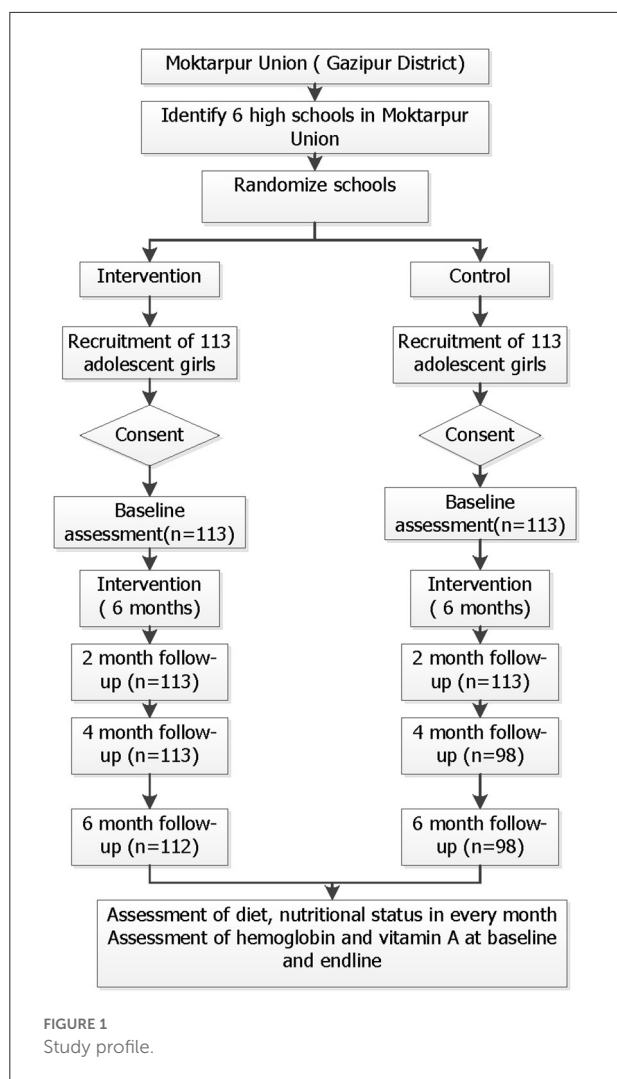 Moktarpur Union ( Gazipur District)
Identify 6 high schools in Moktarpur
Union
Randomize schools
Intervention
Recruitment of 113
adolescent girls
Consent
Baseline
assessment(n=113)
Intervention
( 6 months)
2 month follow-
up (n=113)
4 month follow-
up (n=113)
6 month follow-
up (n=112)
Control
Recruitment of 113
adolescent girls
Consent
Baseline
assessment(n=113)
Intervention
( 6 months)
2 month follow-
up (n=113)
4 month follow-
up (n=98)
6 month follow-
up (n=98)
Assessment of diet, nutritional status in every month
Assessment of hemoglobin and vitamin A at baseline
and endline
FIGURE 1
Study profile.